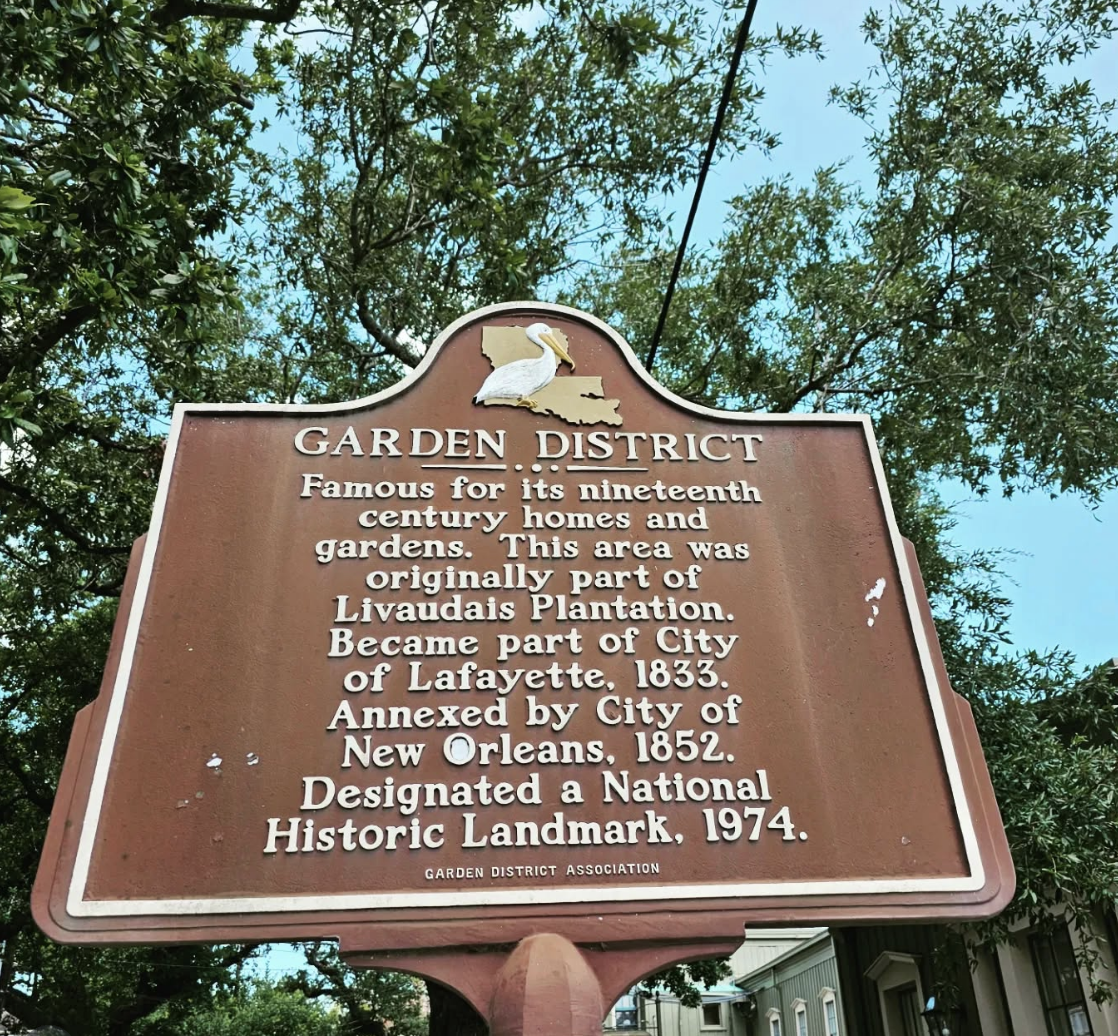 GARDEN DISTRICT
Famous for its nineteenth
century homes and
gardens. This area was
originally part of
Livaudais Plantation.
Became part of City
of Lafayette, 1833.
Annexed by City of
New Orleans, 1852.
Designated a National
Historic Landmark, 1974.
GARDEN DISTRICT ASSOCIATION